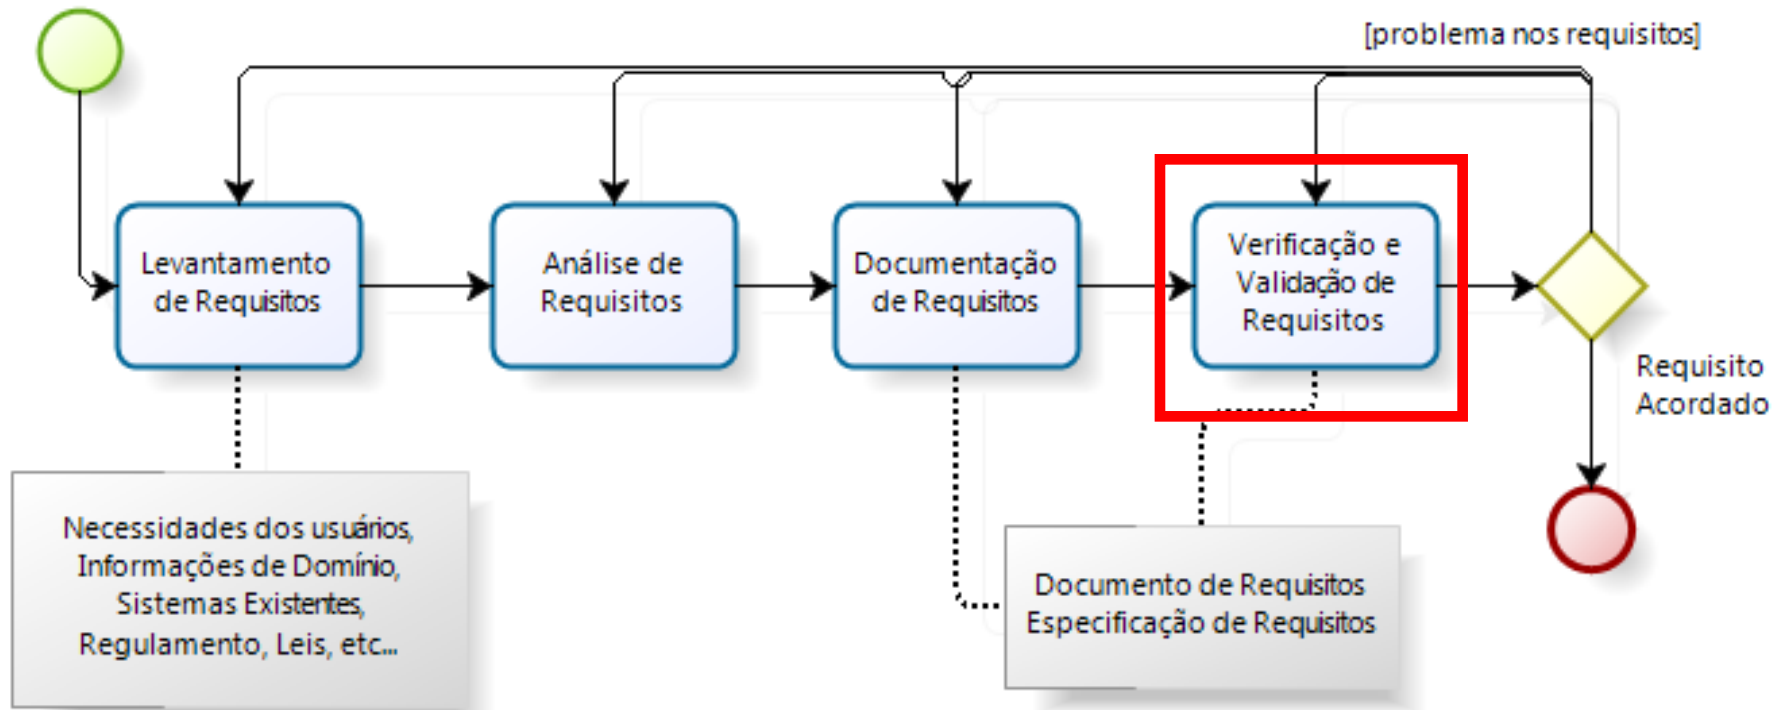 [problema nos requisitos]
Levantamento
de Requisitos
Análise de
Requisitos
Documentação
de Requisitos
Verificação e
Validação de
Requisitos
Requisito
Acordado
Necessidades dos usuários,
Informações de Domínio,
Sistemas Existentes,
Regulamento, Leis, etc...
Documento de Requisitos
Especificação de Requisitos